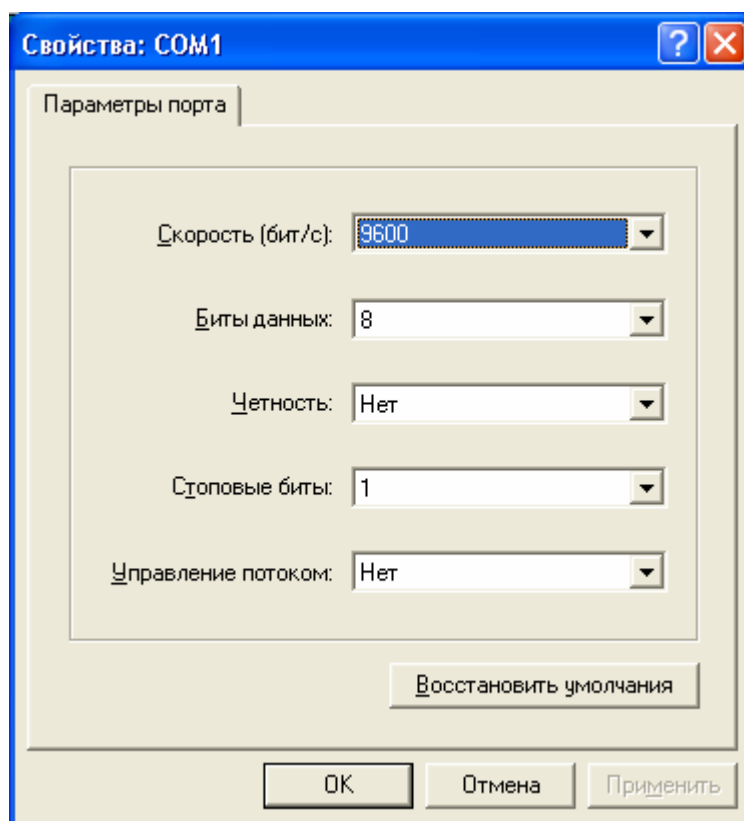 Свойства: COM1
Параметры порта
Скорость (бит/с): 9600
Биты данных: 8
Четность: Нет
Стоповые биты: 1
Управление потоком: Нет
Восстановить умолчания
OK Отмена Применить